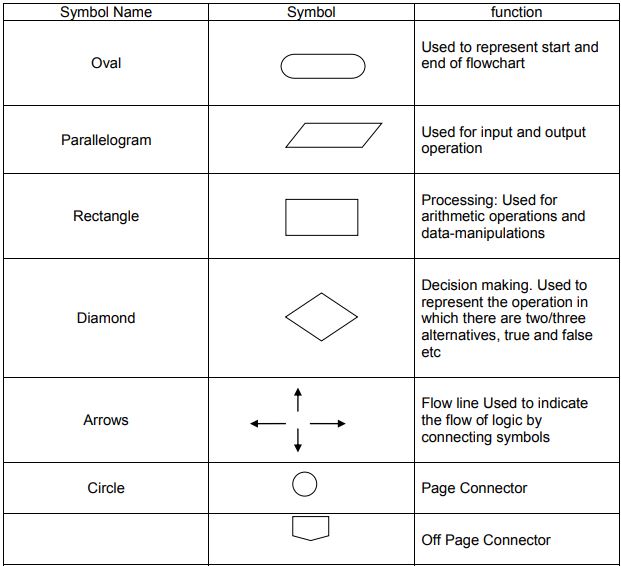 Symbol Name Symbol function
Oval
Used to represent start and
end of flowchart
Parallelogram
Used for input and output
operation
Rectangle
Processing: Used for
arithmetic operations and
data-manipulations
Diamond
Decision making. Used to
represent the operation in
which there are two/three
alternatives, true and false
etc
Arrows
Flow line Used to indicate
the flow of logic by
connecting symbols
Circle
Page Connector
Off Page Connector